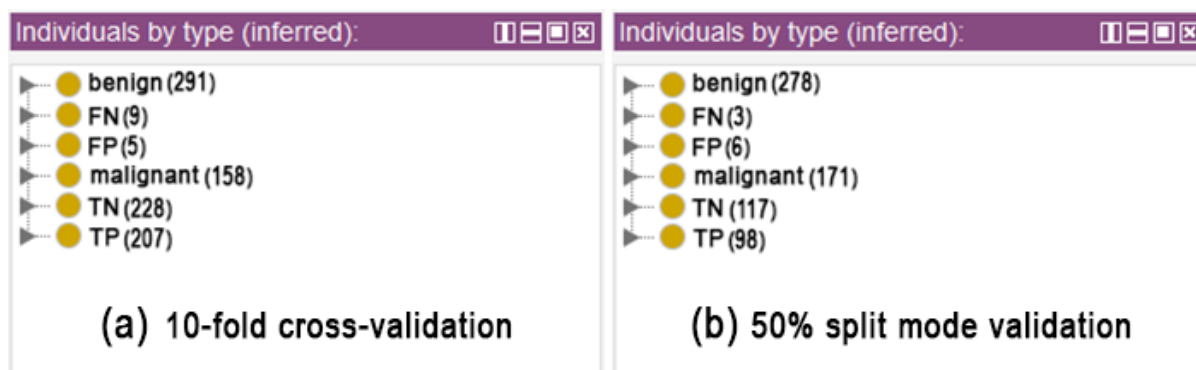 Individuals by type (inferred):
benign (291)
FN (9)
FP (5)
malignant (158)
TN (228)
TP (207)
(a) 10-fold cross-validation
Individuals by type (inferred):
benign (278)
FN (3)
FP (6)
malignant (171)
TN (117)
TP (98)
(b) 50% split mode validation